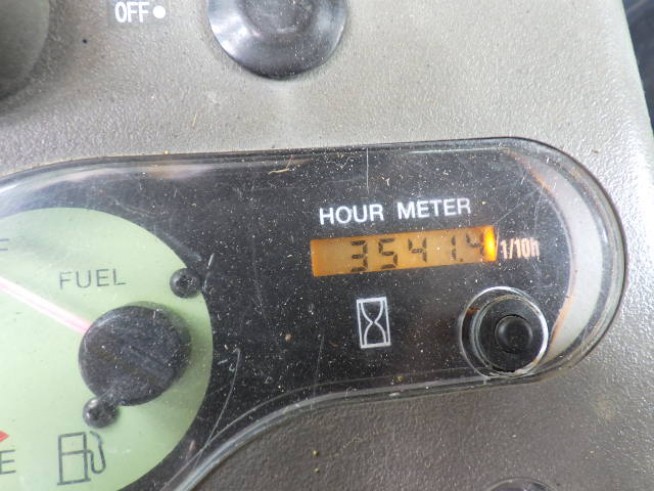 OFF
HOUR METER
3541.4 1/10h
F
FUEL
E